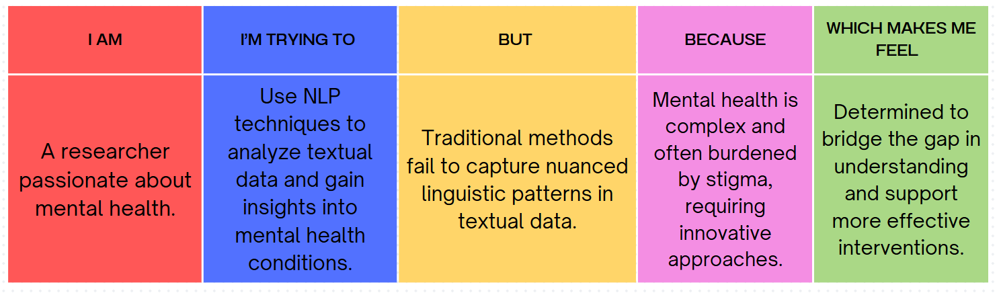 I AM
I'M TRYING TO
BUT
BECAUSE
WHICH MAKES ME
FEEL
A researcher
passionate about
mental health.
Use NLP
techniques to
analyze textual
data and gain
insights into
mental health
conditions.
Traditional methods
fail to capture nuanced
linguistic patterns in
textual data.
Mental health is
complex and
often burdened
by stigma,
requiring
innovative
approaches.
Determined to
bridge the gap in
understanding
and support
more effective
interventions.